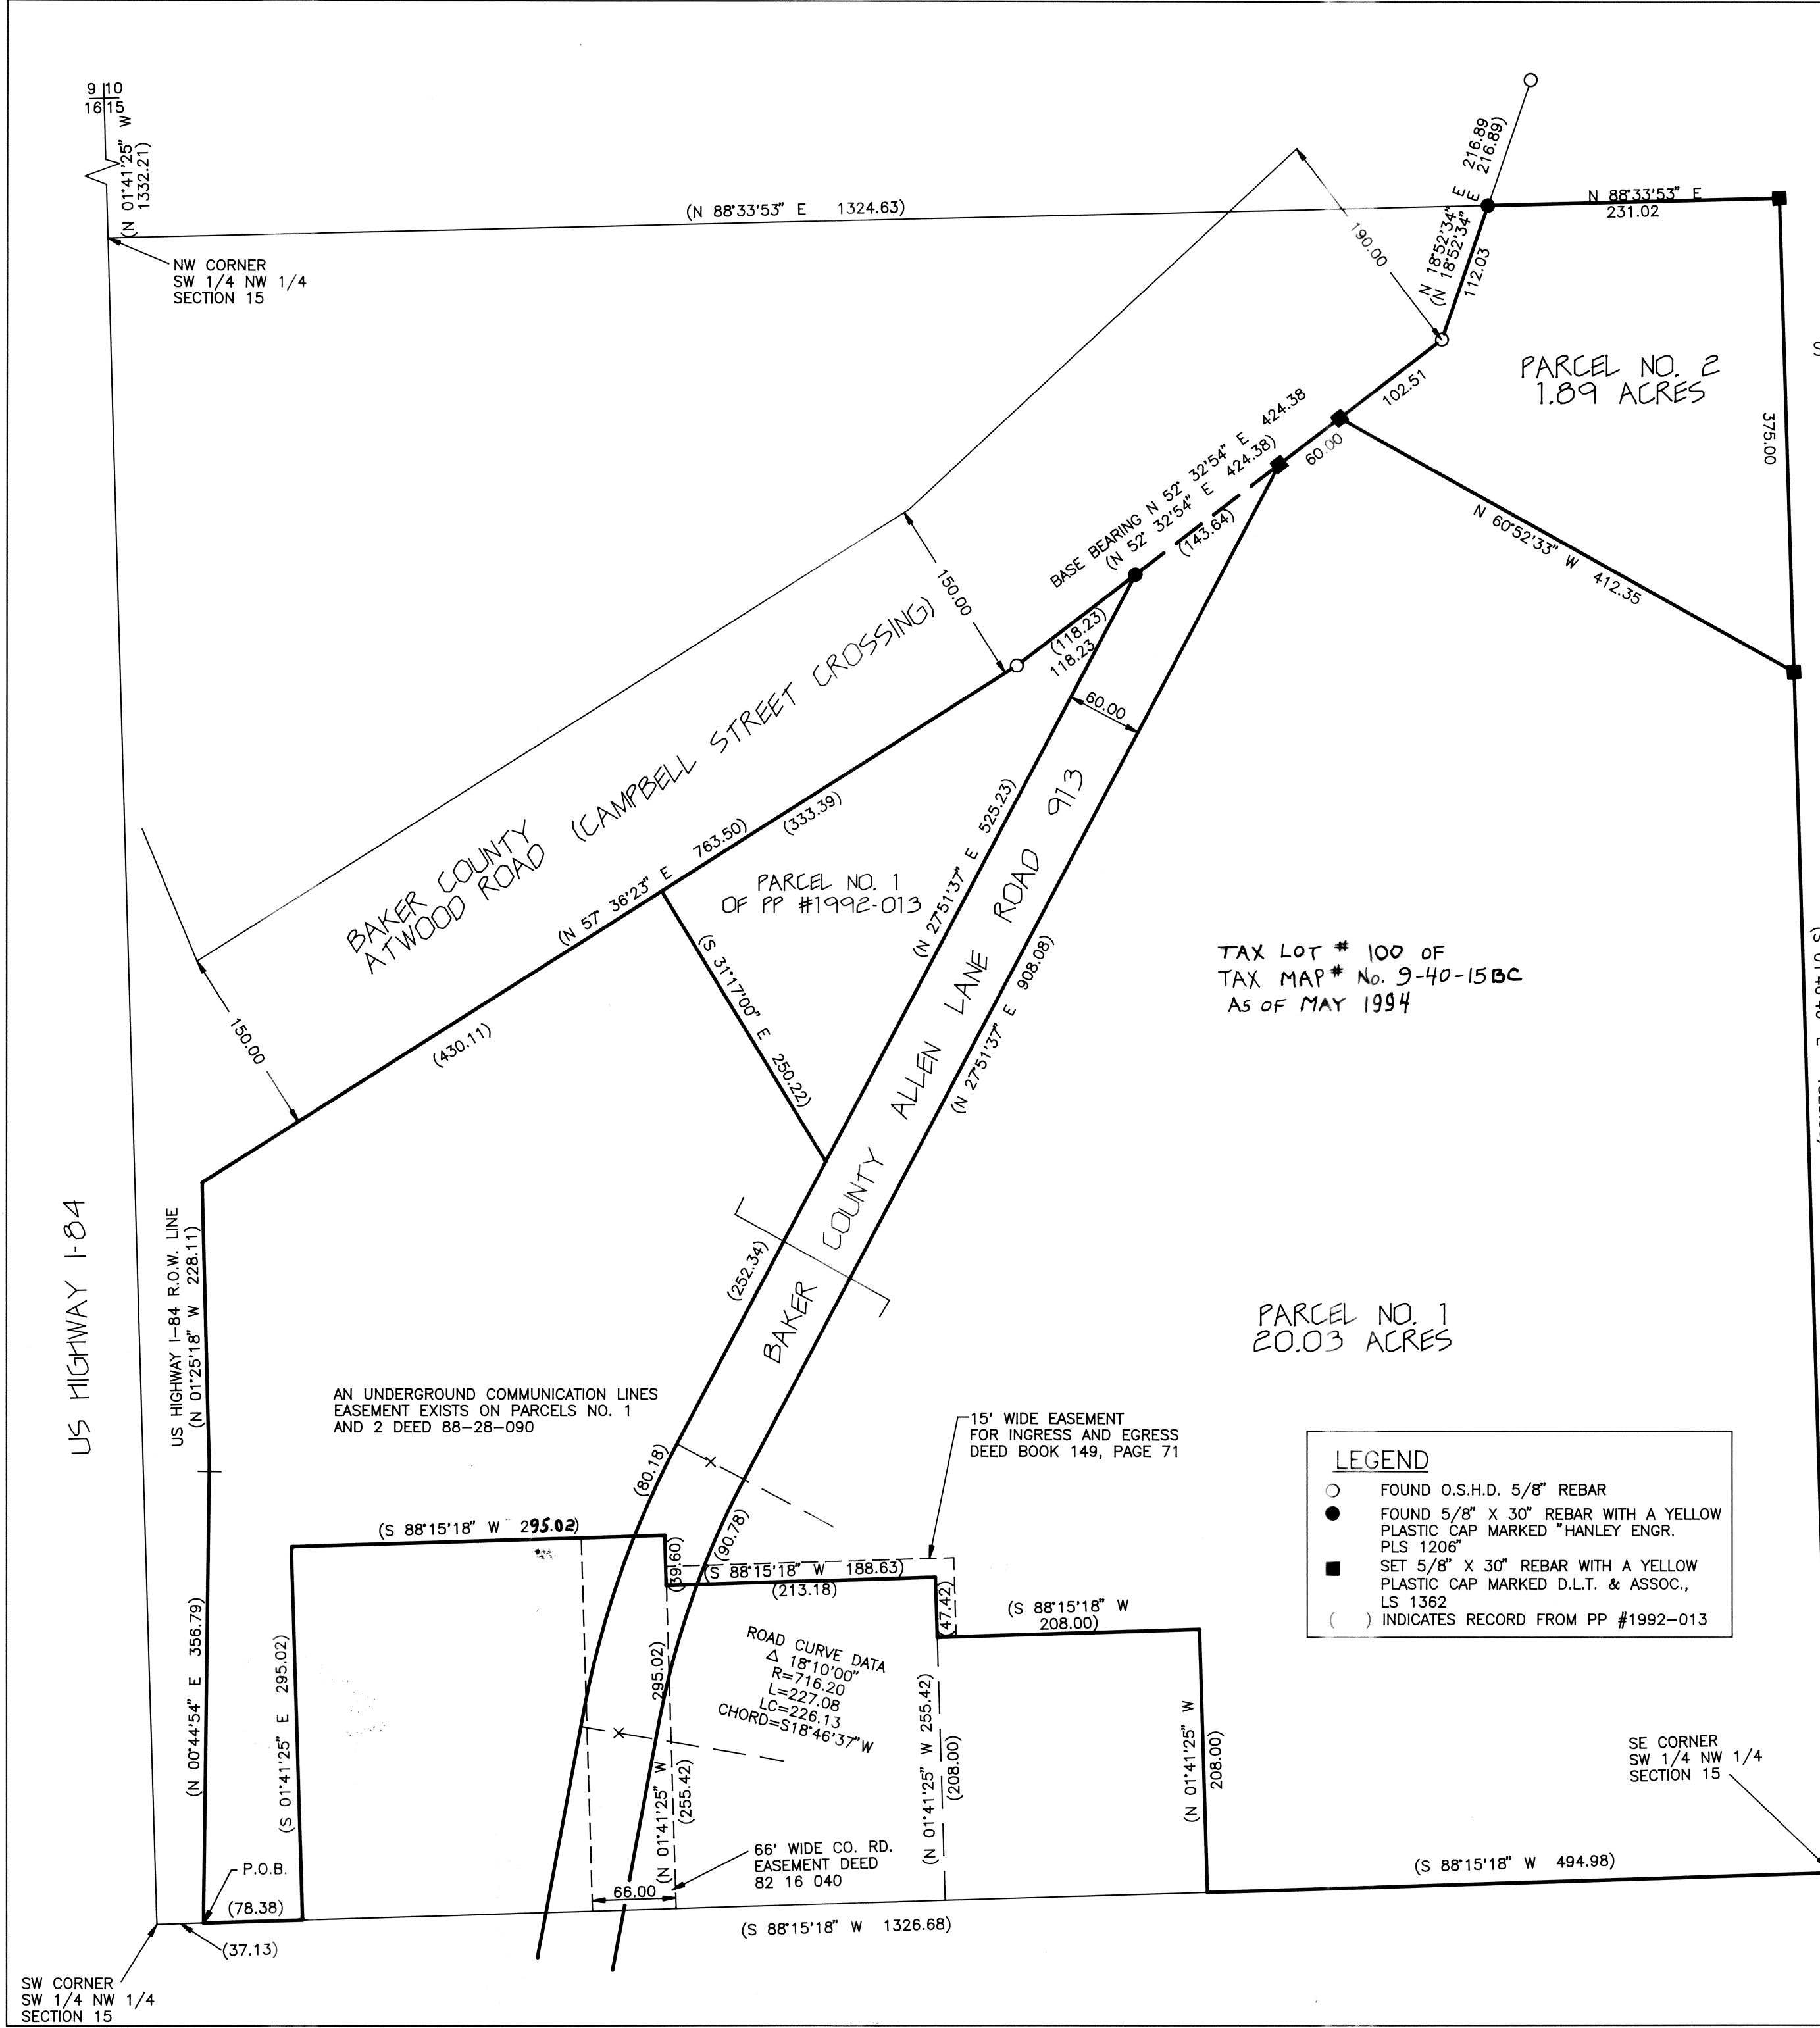 9 | 10
16 | 15
(N 01°41'25" W
1332.21)
(N 88°33'53" E 1324.63)
NW CORNER
SW 1/4 NW 1/4
SECTION 15
190.00
N 18°52'34" E 216.89
(N 18°52'34" E 216.89)
112.03
N 88°33'53" E
231.02
PARCEL NO. 2
1.89 ACRES
375.00
102.51
60.00
BASE BEARING N 52° 32'54" E 424.38
(N 52° 32'54" E 424.38)
(143.64)
N 60°52'33" W 412.35
(118.23)
118.23
150.00
60.00
BAKER COUNTY
ATWOOD ROAD (CAMPBELL STREET CROSSING)
(N 57° 36'23" E 763.50)
(333.39)
(430.11)
150.00
PARCEL NO. 1
OF PP #1992-013
(S 31°17'00" E 250.22)
(N 27°51'37" E 525.23)
BAKER COUNTY ALLEN LANE ROAD 913
(N 27°51'37" E 908.08)
TAX LOT # 100 OF
TAX MAP # No. 9-40-15BC
AS OF MAY 1994
US HIGHWAY I-84
US HIGHWAY I-84 R.O.W. LINE
(N 01°25'18" W 228.11)
(252.34)
PARCEL NO. 1
20.03 ACRES
AN UNDERGROUND COMMUNICATION LINES
EASEMENT EXISTS ON PARCELS NO. 1
AND 2 DEED 88-28-090
15' WIDE EASEMENT
FOR INGRESS AND EGRESS
DEED BOOK 149, PAGE 71
(80.18)
(90.78)
(S 88°15'18" W 295.02)
(39.60)
(S 88°15'18" W 188.63)
(213.18)
(47.42)
(S 88°15'18" W
208.00)
LEGEND
FOUND O.S.H.D. 5/8" REBAR
FOUND 5/8" X 30" REBAR WITH A YELLOW
PLASTIC CAP MARKED "HANLEY ENGR.
PLS 1206"
SET 5/8" X 30" REBAR WITH A YELLOW
PLASTIC CAP MARKED D.L.T. & ASSOC.,
LS 1362
( ) INDICATES RECORD FROM PP #1992-013
(N 00°44'54" E 356.79)
(S 01°41'25" E 295.02)
ROAD CURVE DATA
Δ 18°10'00"
R=716.20
L=227.08
LC=226.13
CHORD=S18°46'37"W
(N 01°41'25" W 295.02)
(255.42)
(N 01°41'25" W 255.42)
(208.00)
(N 01°41'25" W
208.00)
SE CORNER
SW 1/4 NW 1/4
SECTION 15
P.O.B.
(78.38)
(37.13)
66.00
66' WIDE CO. RD.
EASEMENT DEED
82 16 040
(S 88°15'18" W 494.98)
(S 88°15'18" W 1326.68)
SW CORNER
SW 1/4 NW 1/4
SECTION 15